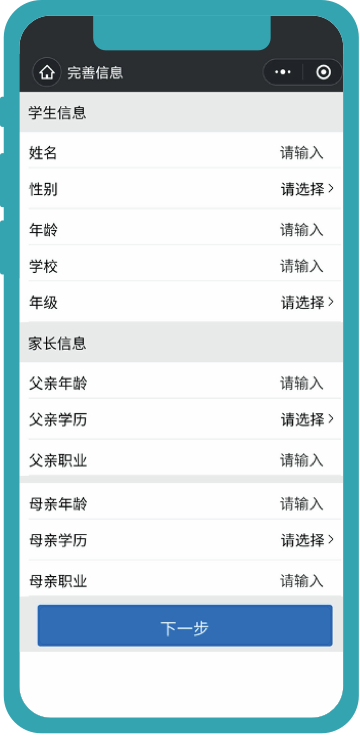 完善信息
学生信息
姓名 请输入
性别 请选择
年龄 请输入
学校 请输入
年级 请选择
家长信息
父亲年龄 请输入
父亲学历 请选择
父亲职业 请输入
母亲年龄 请输入
母亲学历 请选择
母亲职业 请输入
下一步